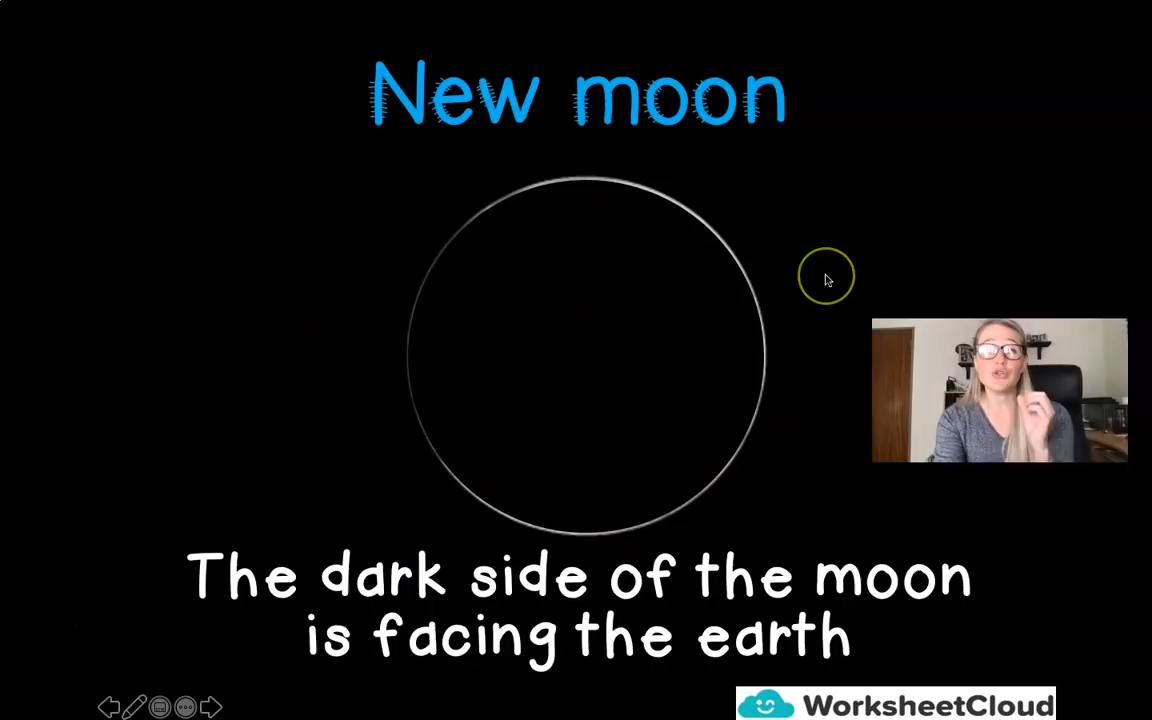 New moon
The dark side of the moon
is facing the earth
WorksheetCloud